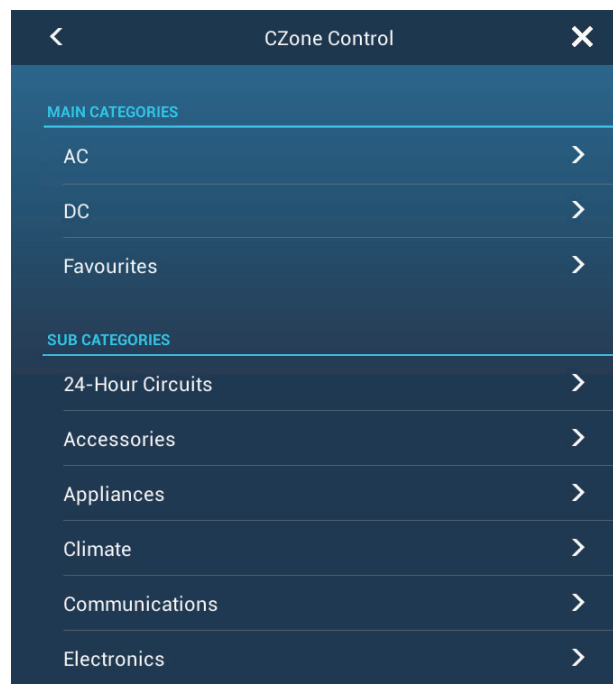 CZone Control
MAIN CATEGORIES
AC
DC
Favourites
SUB CATEGORIES
24-Hour Circuits
Accessories
Appliances
Climate
Communications
Electronics